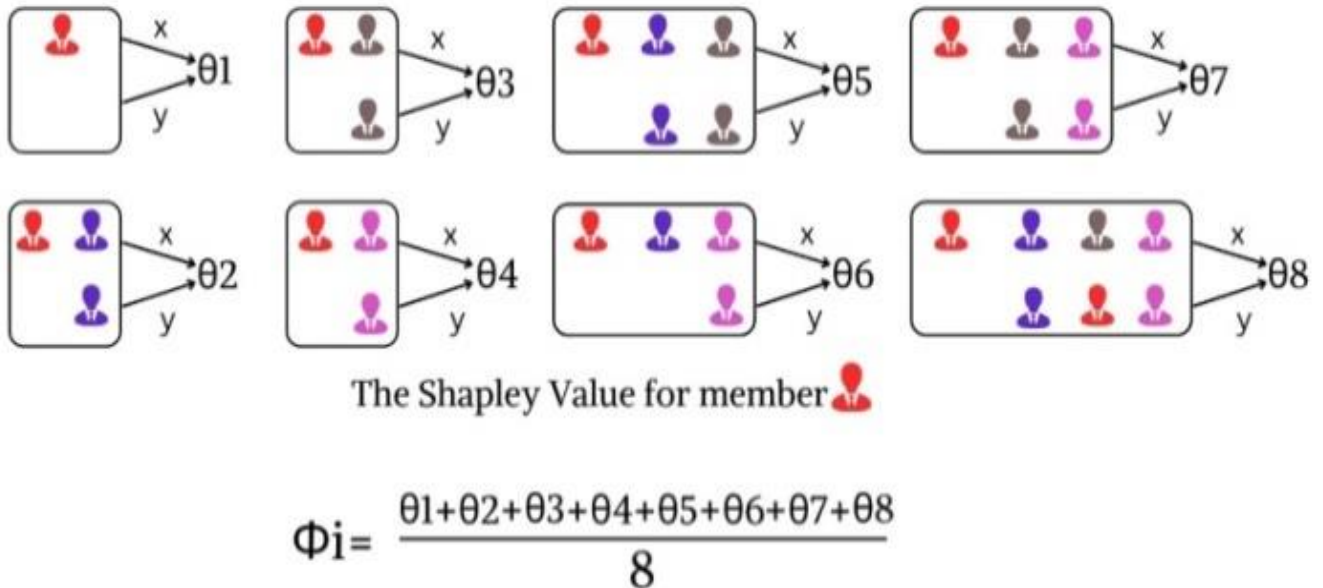 x
θ1
y
x
θ3
y
x
θ5
y
x
θ7
y
x
θ2
y
x
θ4
y
x
θ6
y
x
θ8
y
The Shapley Value for member
Φi= θ1+θ2+θ3+θ4+θ5+θ6+θ7+θ8
8